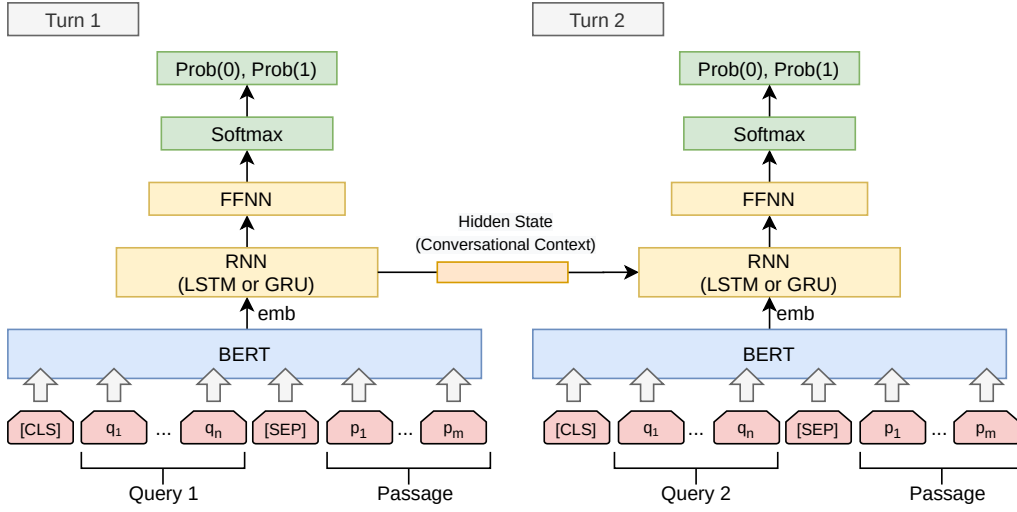 Turn 1
Prob(0), Prob(1)
Softmax
FFNN
RNN
(LSTM or GRU)
emb
BERT
[CLS] q1 ... qn [SEP] p1 ... pm
Query 1 Passage
Hidden State
(Conversational Context)
Turn 2
Prob(0), Prob(1)
Softmax
FFNN
RNN
(LSTM or GRU)
emb
BERT
[CLS] q1 ... qn [SEP] p1 ... pm
Query 2 Passage